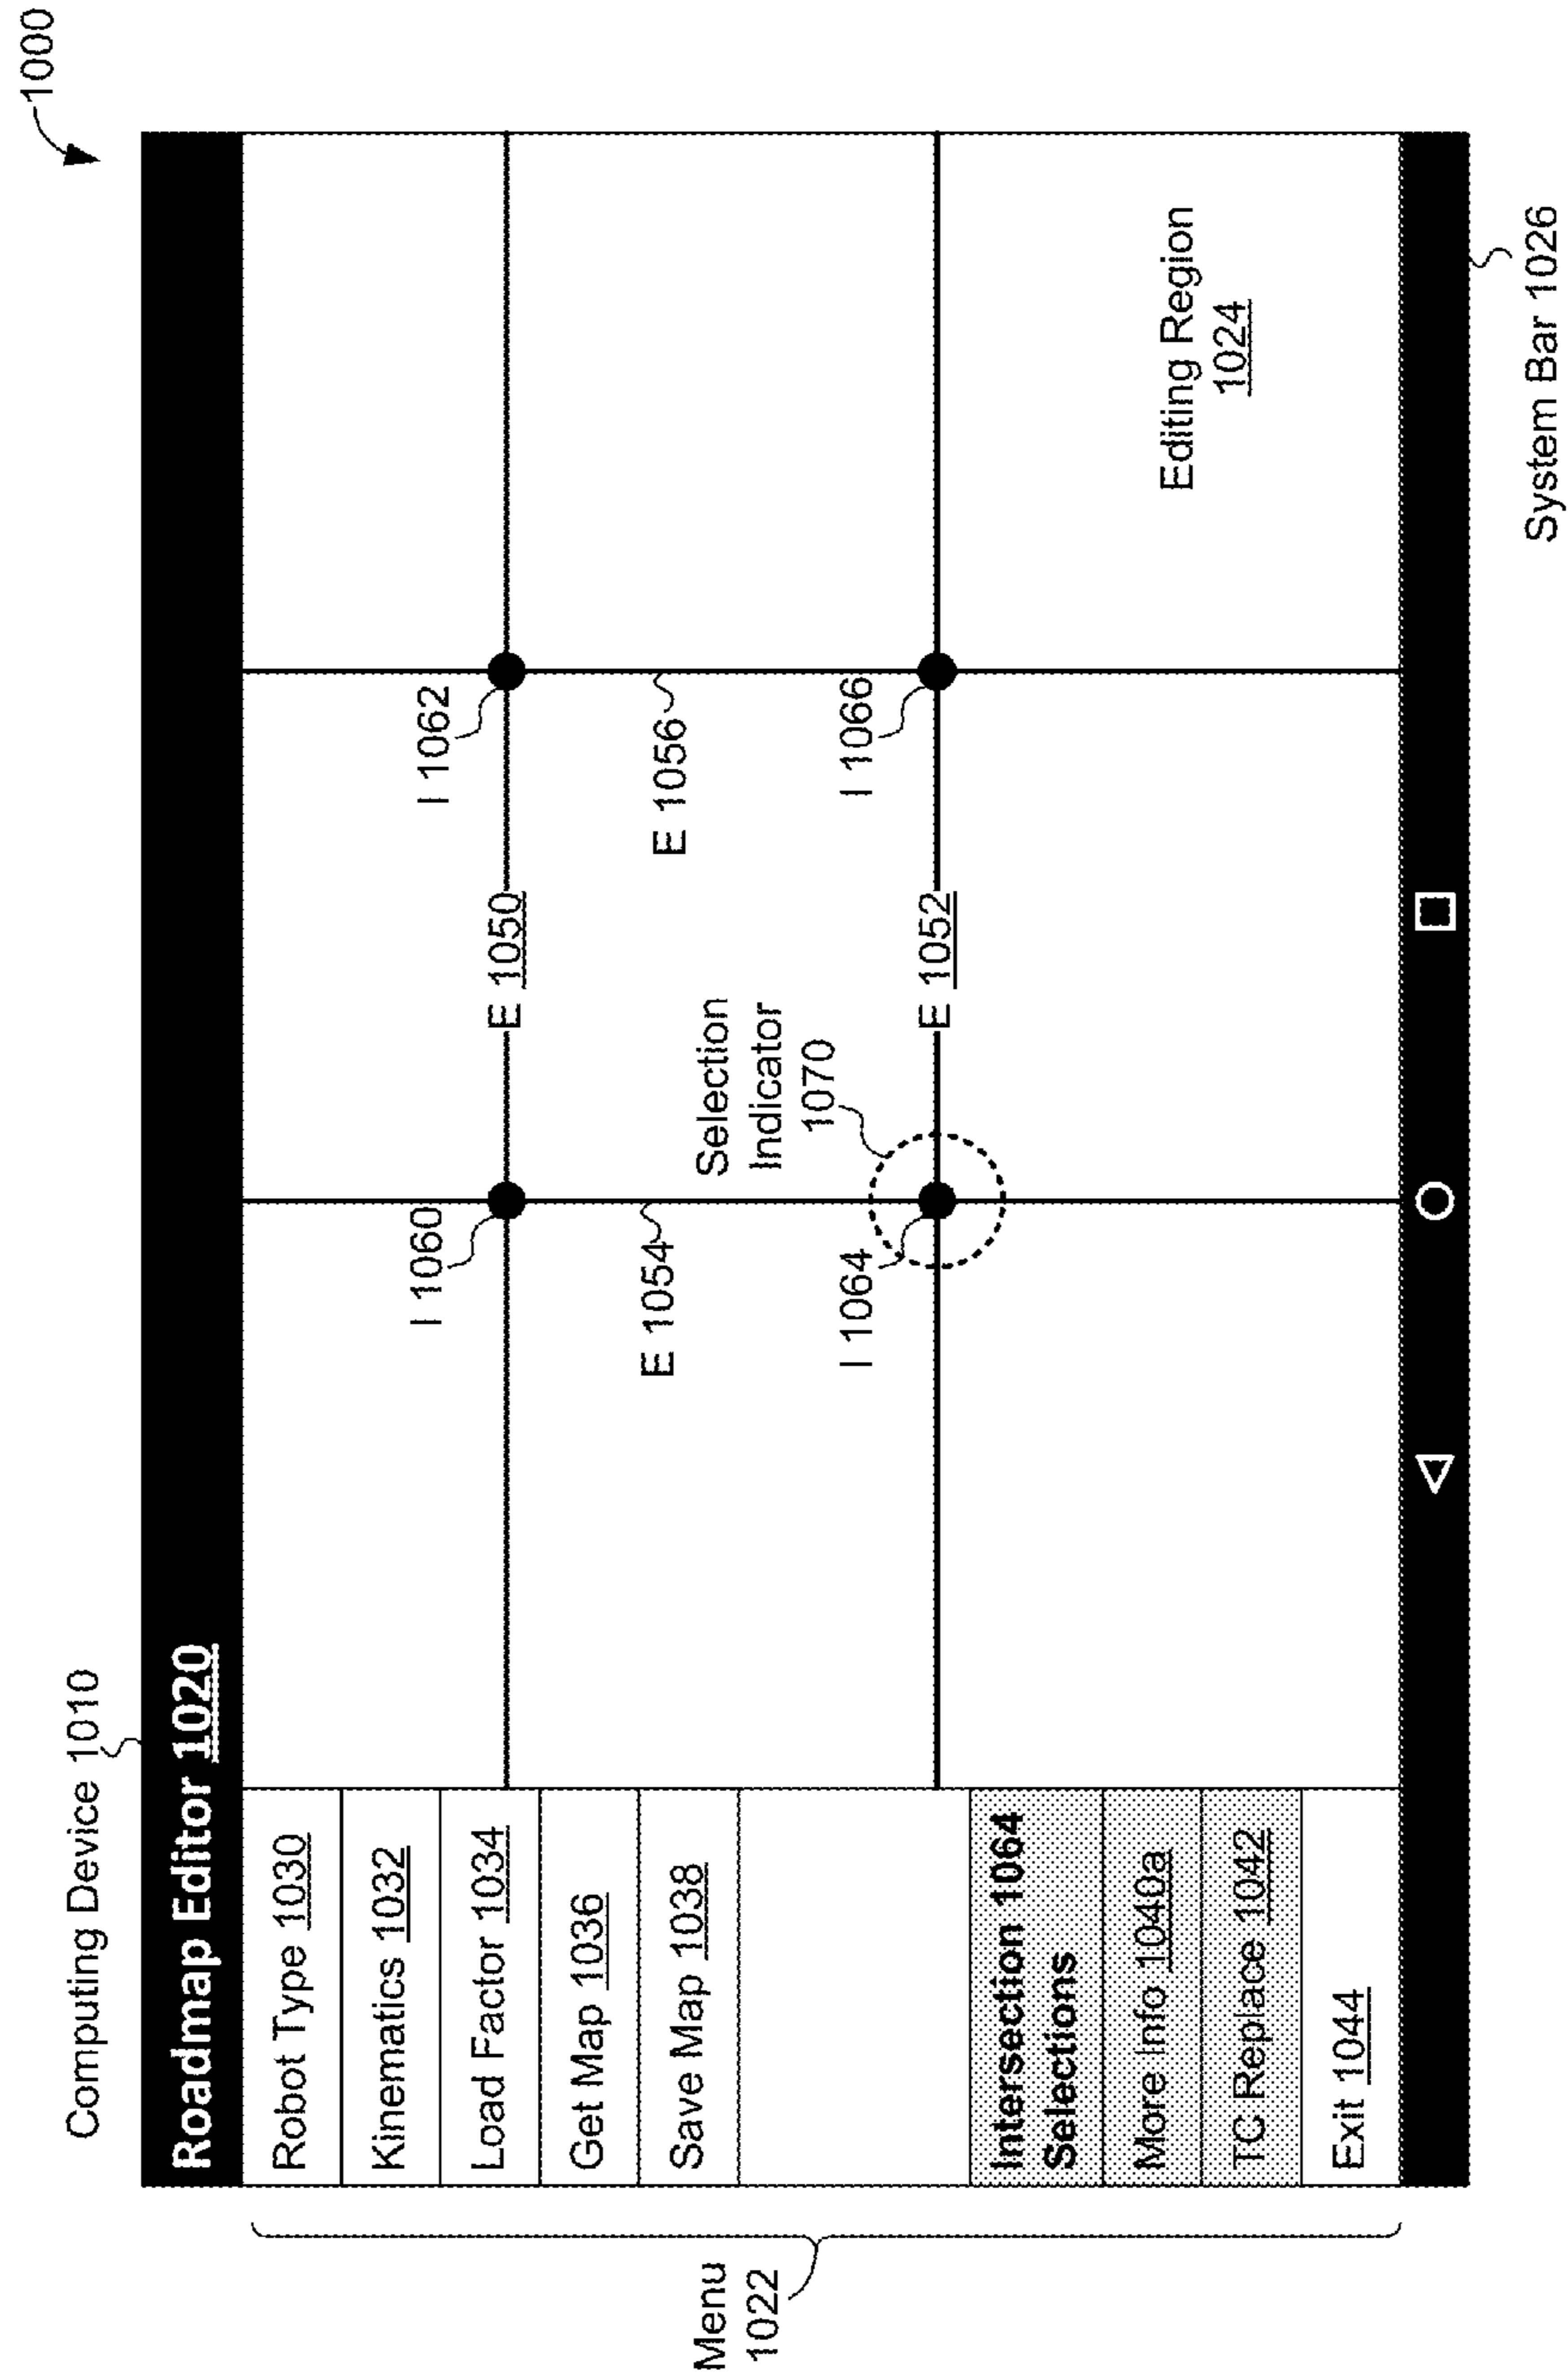 1000
Computing Device 1010
Roadmap Editor 1020
Menu
1022
Robot Type 1030
Kinematics 1032
Load Factor 1034
Get Map 1036
Save Map 1038
Intersection 1064
Selections
More Info 1040a
TC Replace 1042
Exit 1044
I 1060
I 1062
E 1050
E 1054
E 1056
Selection
Indicator
1070
I 1064
I 1066
E 1052
Editing Region
1024
System Bar 1026